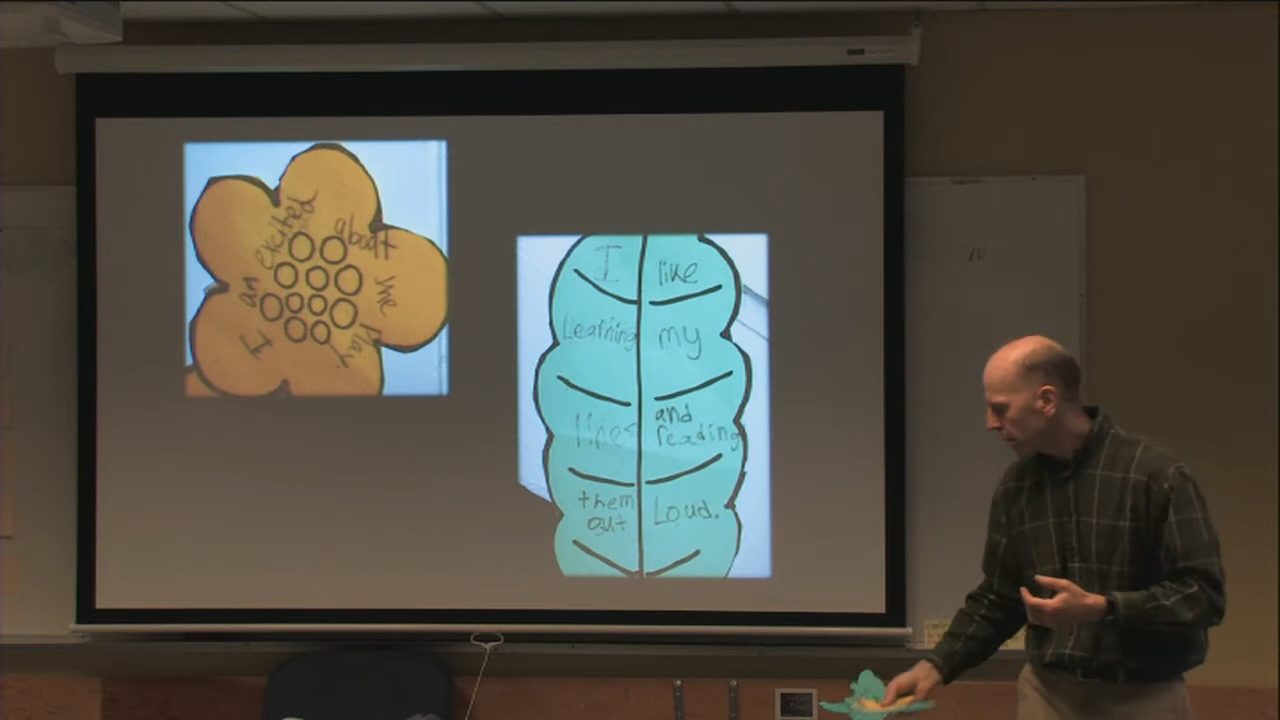 I am excited about the play
I like
Learning my
lines and reading
them out Loud.